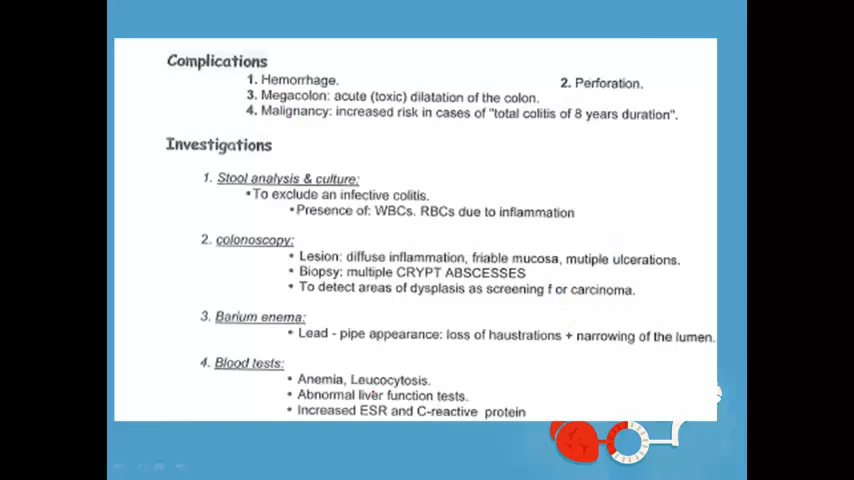 Complications
1. Hemorrhage. 2. Perforation.
3. Megacolon: acute (toxic) dilatation of the colon.
4. Malignancy: increased risk in cases of "total colitis of 8 years duration".
Investigations
1. Stool analysis & culture:
•To exclude an infective colitis.
•Presence of: WBCs. RBCs due to inflammation
2. colonoscopy:
• Lesion: diffuse inflammation, friable mucosa, mutiple ulcerations.
• Biopsy: multiple CRYPT ABSCESSES
• To detect areas of dysplasis as screening f or carcinoma.
3. Barium enema:
• Lead - pipe appearance: loss of haustrations + narrowing of the lumen.
4. Blood tests:
• Anemia, Leucocytosis.
• Abnormal liver function tests.
• Increased ESR and C-reactive protein